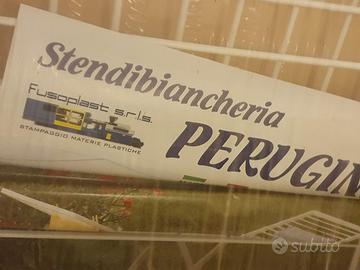 Stendibiancheria
Fusoplast s.r.l.s.
STAMPAGGIO MATERIE PLASTICHE
PERUGIN
subito